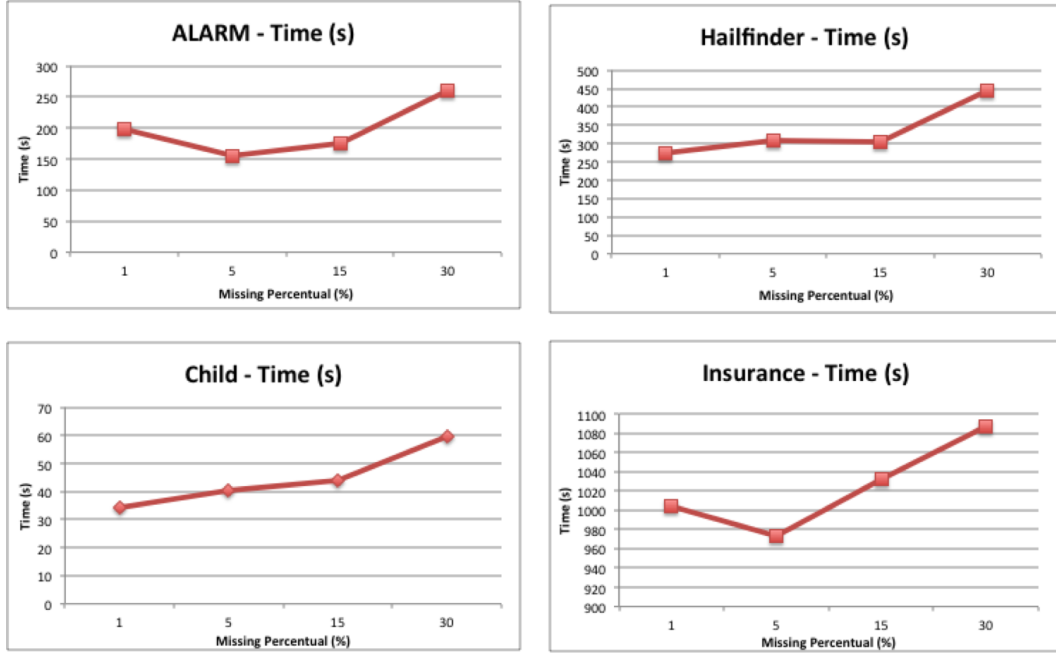 ALARM - Time (s)
300
250
200
150
100
50
0
Time (s)
1 5 15 30
Missing Percentual (%)
Hailfinder - Time (s)
500
450
400
350
300
250
200
150
100
50
0
Time (s)
1 5 15 30
Missing Percentual (%)
Child - Time (s)
70
60
50
40
30
20
10
0
Time (s)
1 5 15 30
Missing Percentual (%)
Insurance - Time (s)
1100
1080
1060
1040
1020
1000
980
960
940
920
900
Time (s)
1 5 15 30
Missing Percentual (%)